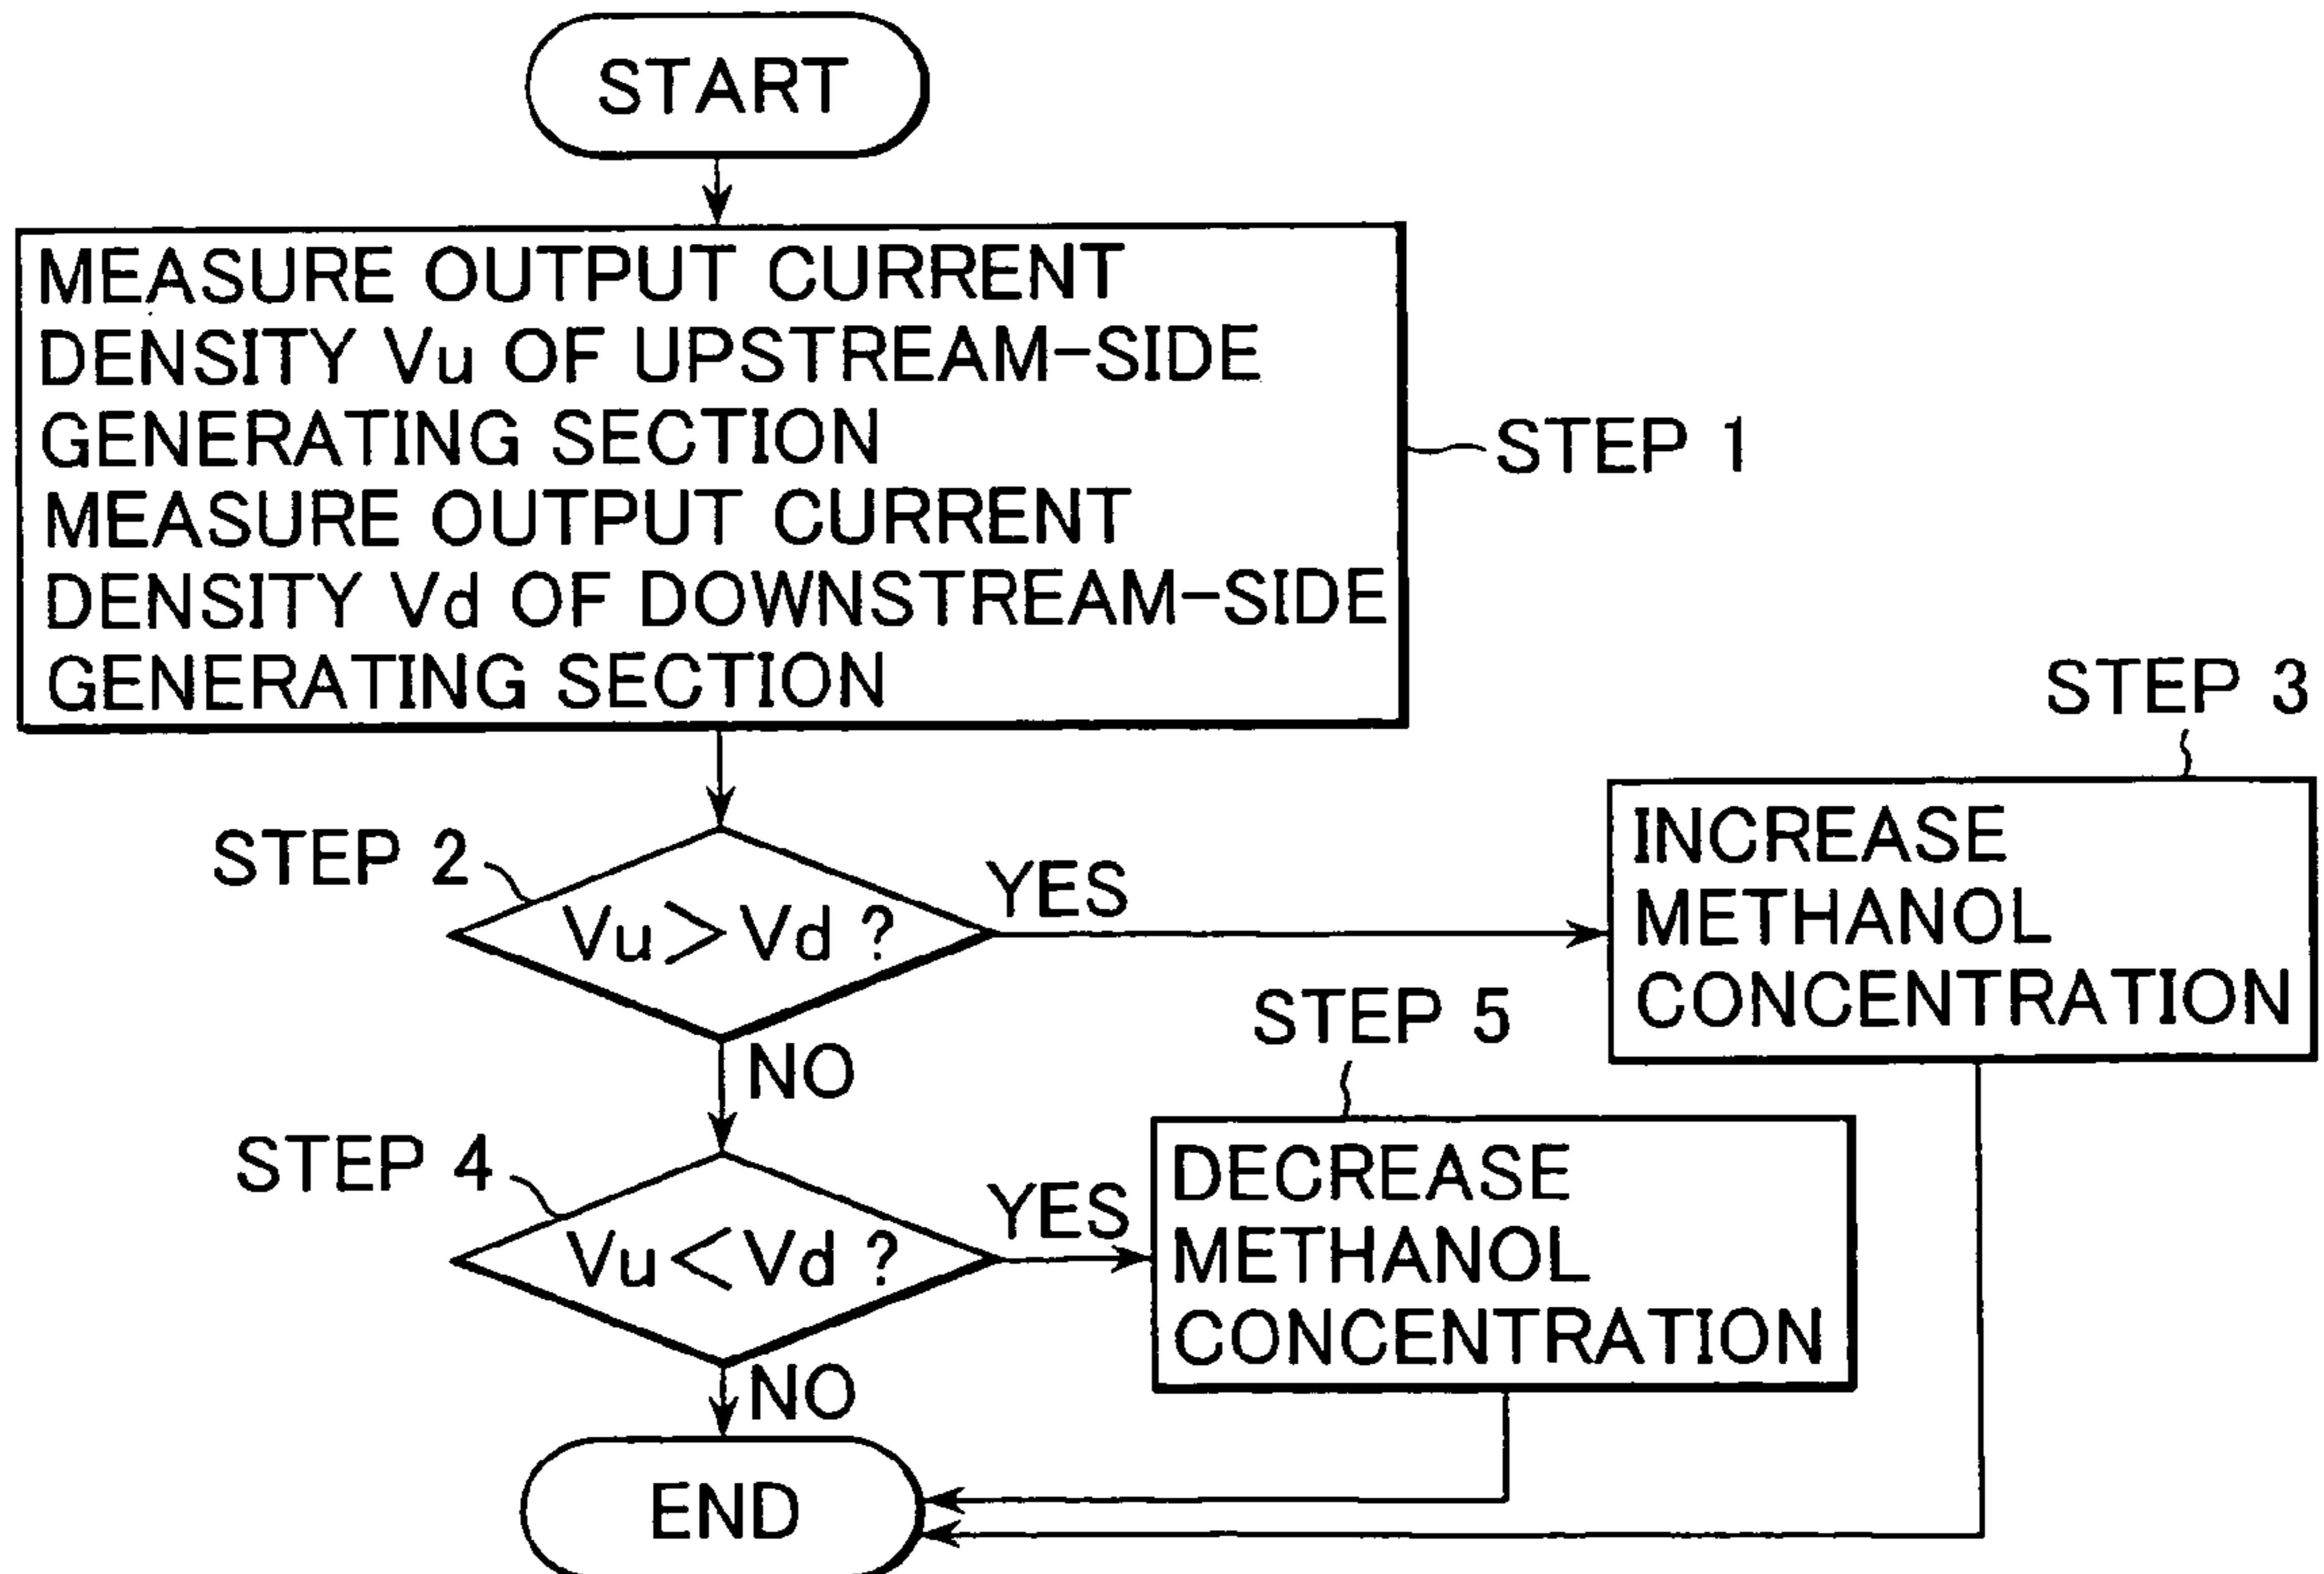 START
MEASURE OUTPUT CURRENT
DENSITY Vu OF UPSTREAM-SIDE
GENERATING SECTION
MEASURE OUTPUT CURRENT
DENSITY Vd OF DOWNSTREAM-SIDE
GENERATING SECTION
STEP 1
STEP 2
Vu > Vd ?
YES
STEP 3
INCREASE
METHANOL
CONCENTRATION
NO
STEP 4
Vu < Vd ?
YES
STEP 5
DECREASE
METHANOL
CONCENTRATION
NO
END